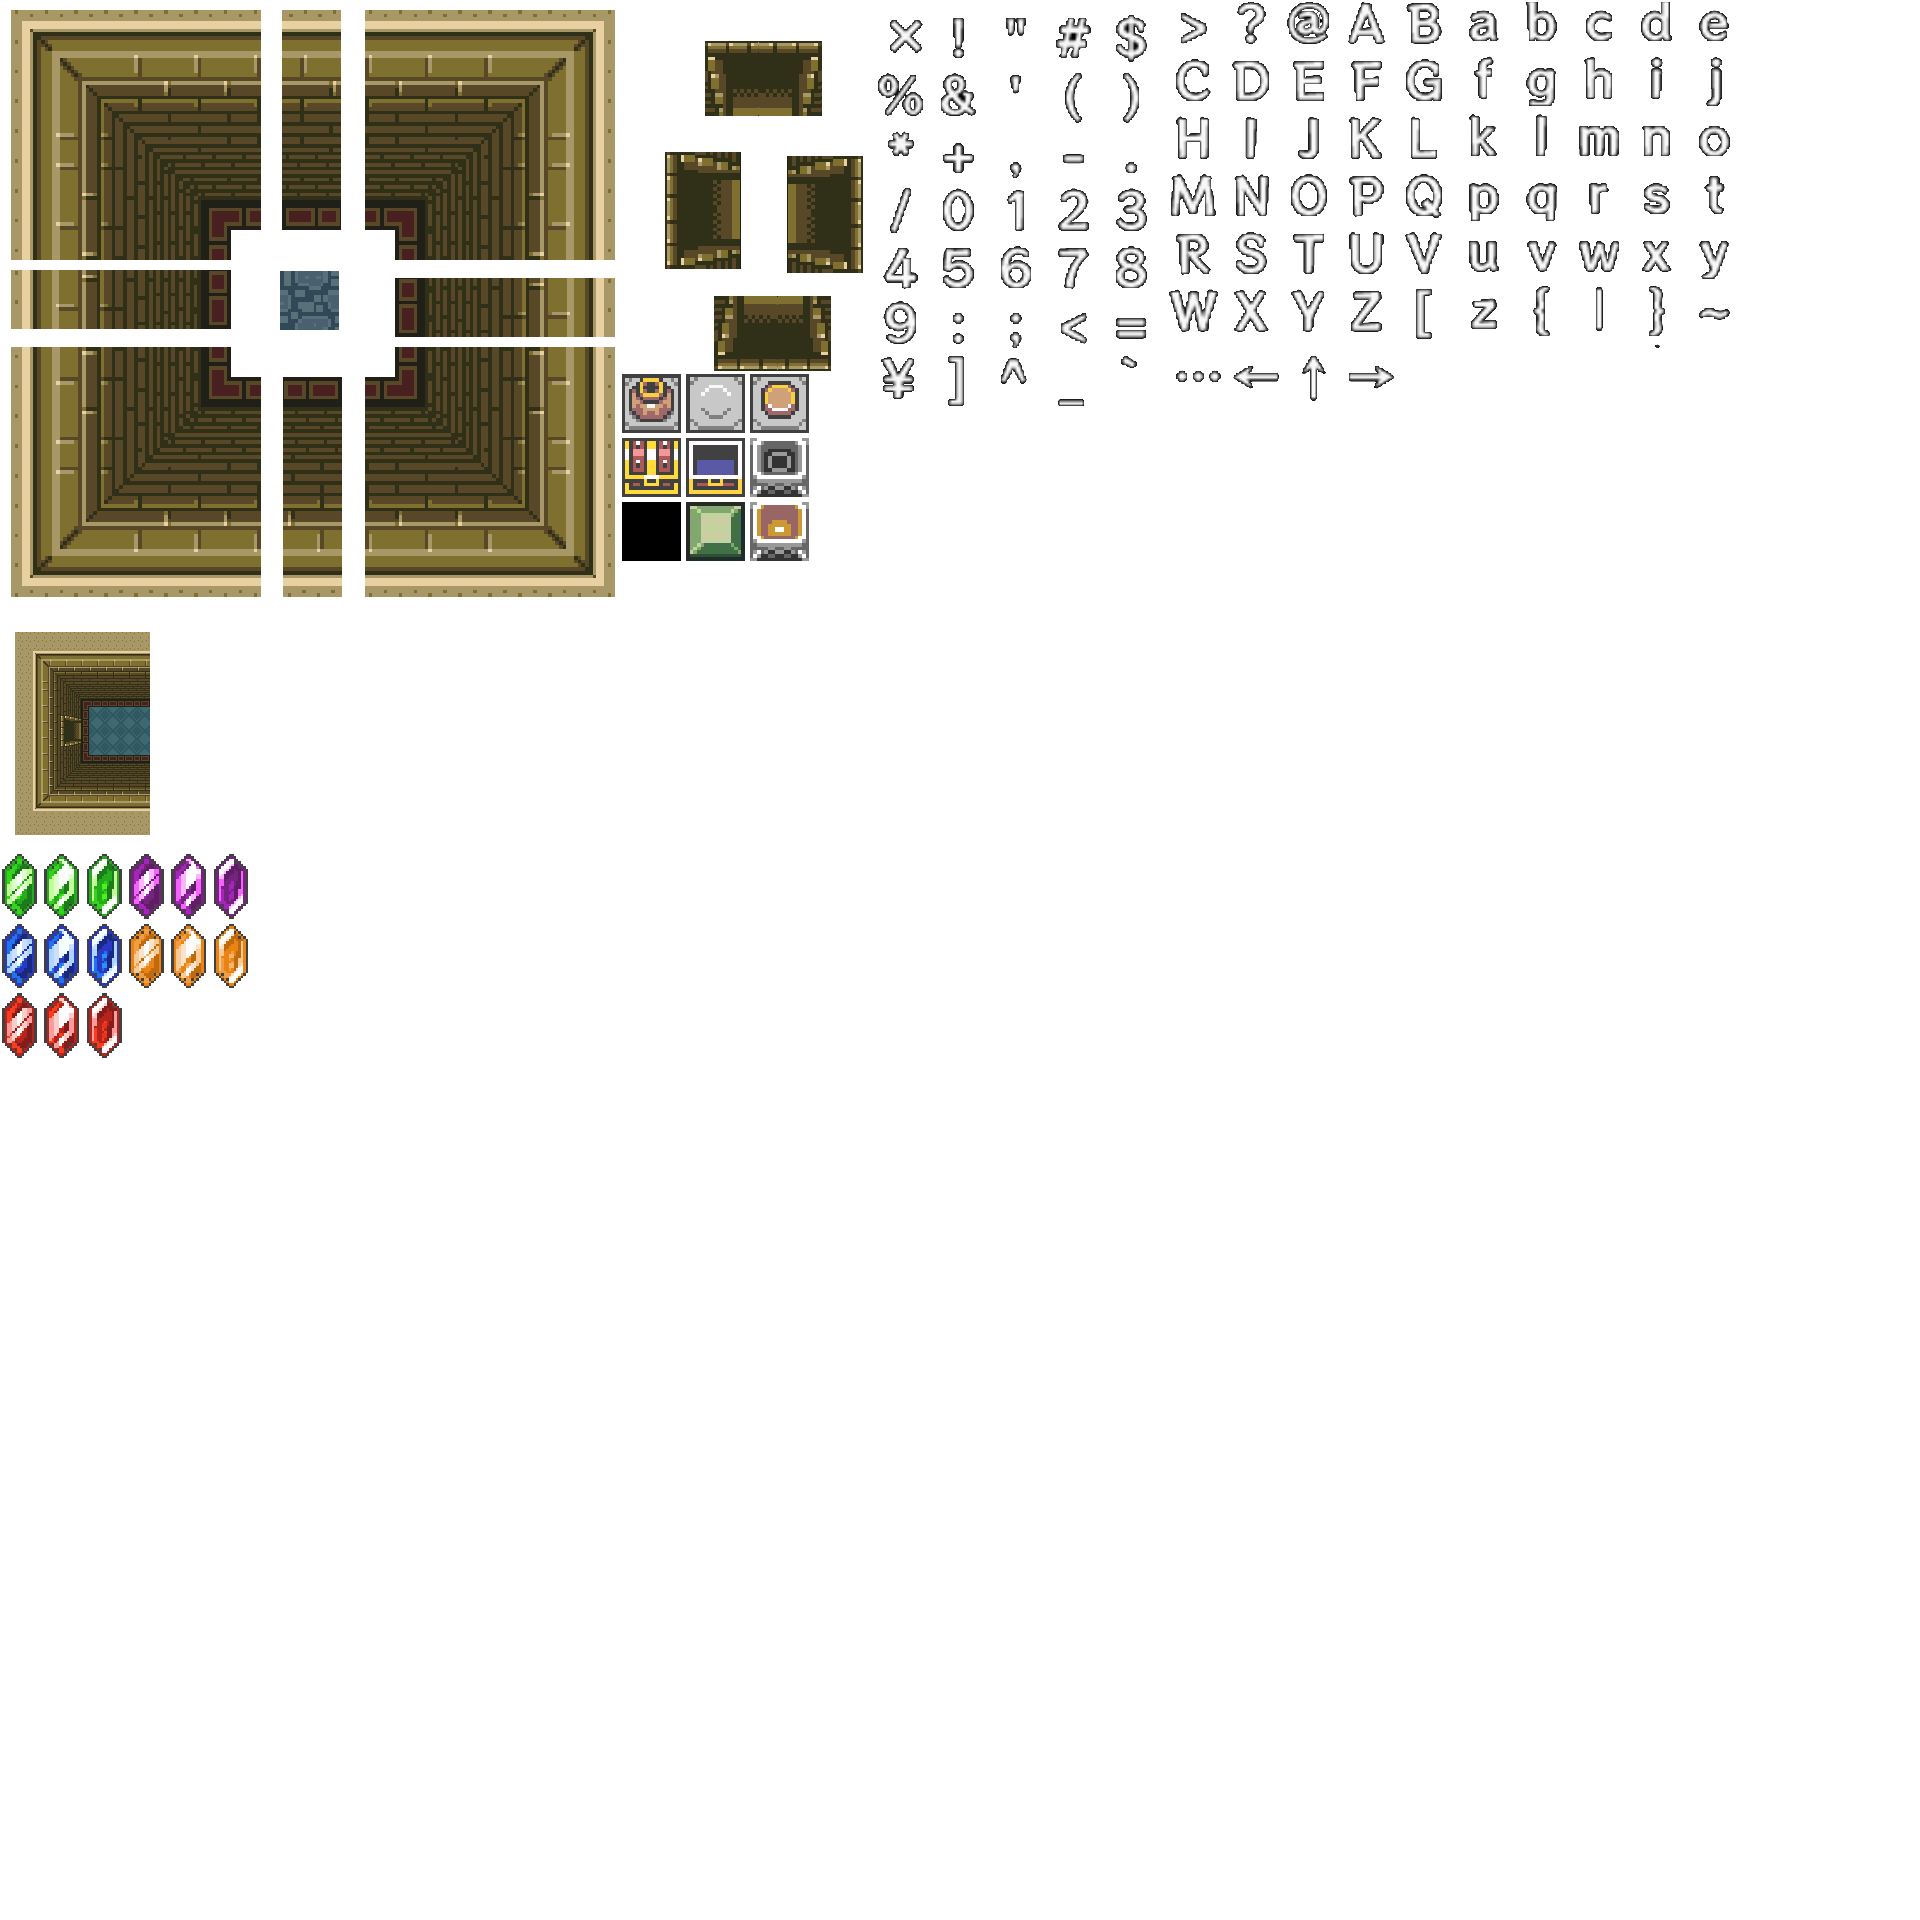 × ! " # $
% & ' ( )
* + , - .
/ 0 1 2 3
4 5 6 7 8
9 : ; < =
¥ ] ^ _ `
> ? @ A B
C D E F G
H I J K L
M N O P Q
R S T U V
W X Y Z [
… ← ↑ →
a b c d e
f g h i j
k l m n o
p q r s t
u v w x y
z { | } ~